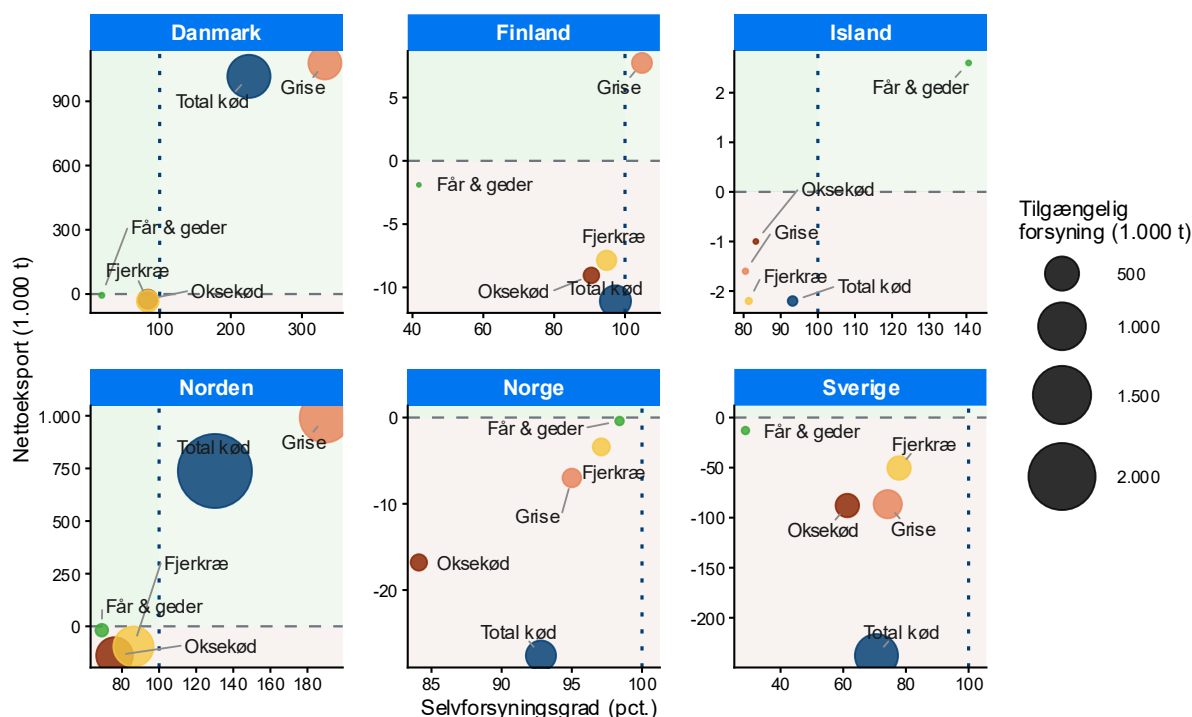 Danmark
Finland
Island
900
600
300
0
100
200
300
Total kød
Grise
Får & geder
Fjerkræ
Oksekød
5
0
-5
-10
40
60
80
100
Grise
Får & geder
Fjerkræ
Oksekød
Total kød
2
1
0
-1
-2
80
90
100
110
120
130
140
Får & geder
Oksekød
Grise
Fjerkræ
Total kød
Nettoeksport (1.000 t)
Norden
Norge
Sverige
1.000
750
500
250
0
80
100
120
140
160
180
Total kød
Grise
Fjerkræ
Får & geder
Oksekød
0
-10
-20
85
90
95
100
Får & geder
Fjerkræ
Grise
Oksekød
Total kød
0
-50
-100
-150
-200
40
60
80
100
Får & geder
Fjerkræ
Oksekød
Grise
Total kød
Selvforsyningsgrad (pct.)
Tilgængelig
forsyning (1.000 t)
500
1.000
1.500
2.000